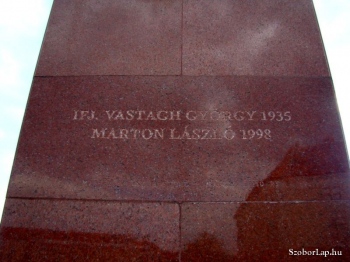 IFJ. VASTAGH GYÖRGY 1935
MARTON LÁSZLÓ 1998
SzoborLap.hu